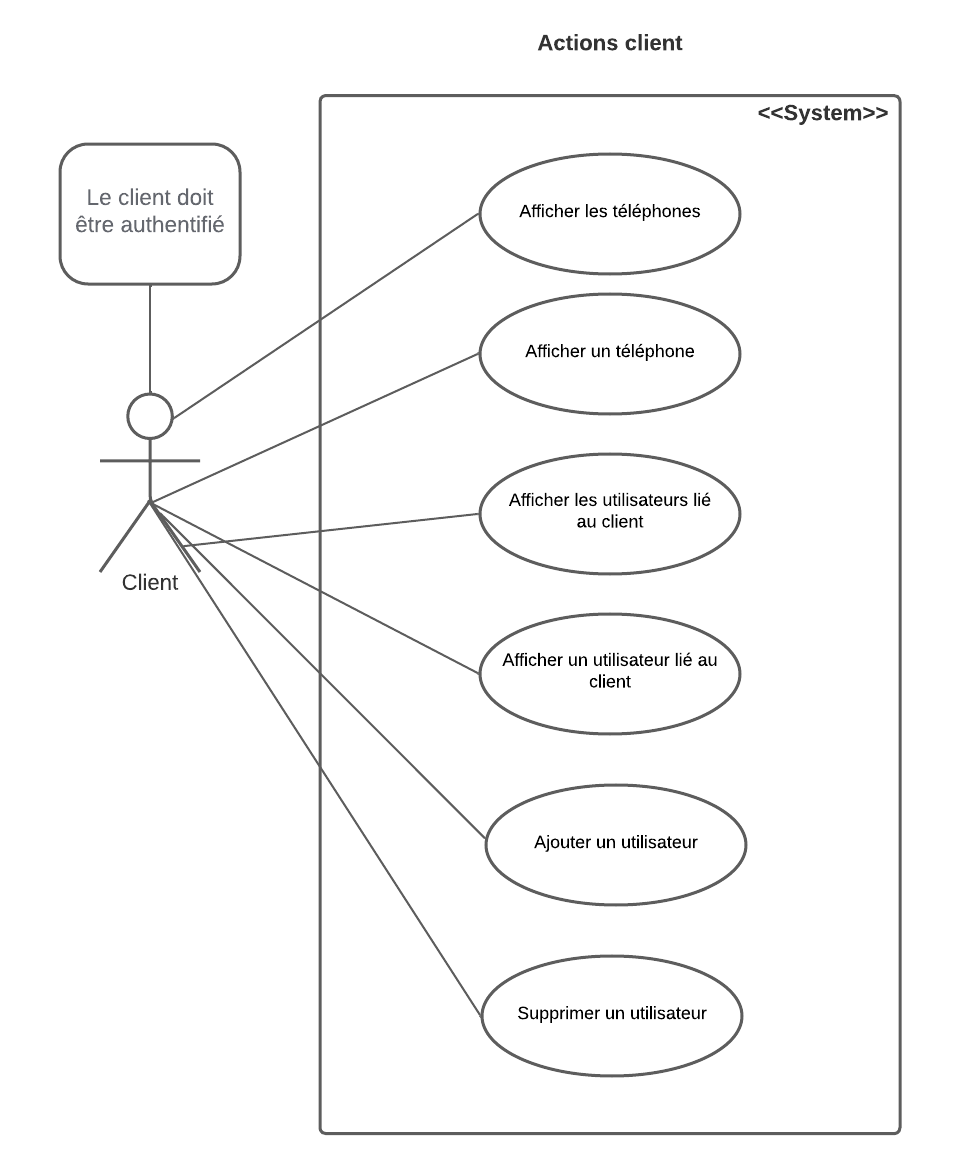 Actions client
<<System>>
Le client doit
être authentifié
Afficher les téléphones
Afficher un téléphone
Afficher les utilisateurs lié
au client
Client
Afficher un utilisateur lié au
client
Ajouter un utilisateur
Supprimer un utilisateur